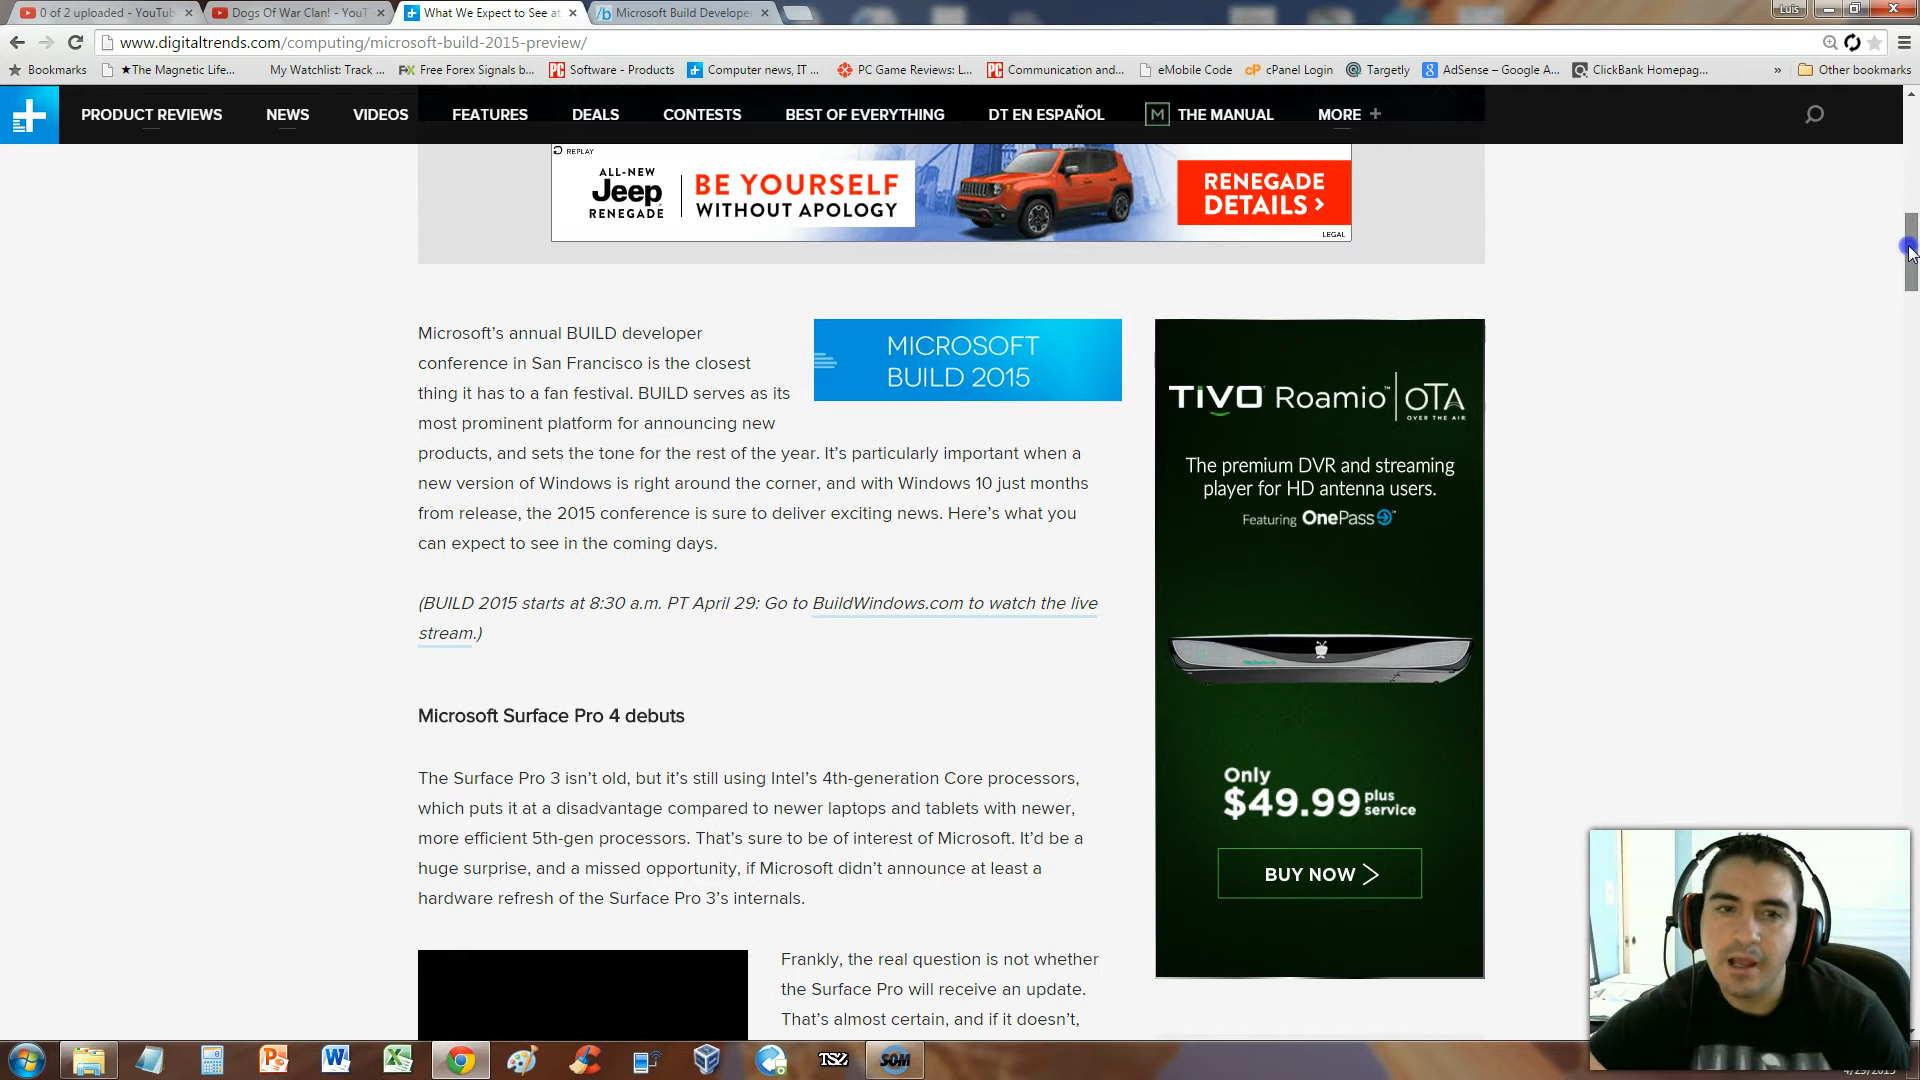 0 of 2 uploaded - YouTub
Dogs Of War Clan! - YouT
What We Expect to See at
Microsoft Build Develope
Luis
www.digitaltrends.com/computing/microsoft-build-2015-preview/
Bookmarks
★The Magnetic Life...
My Watchlist: Track ...
Free Forex Signals b...
Software - Products
Computer news, IT ...
PC Game Reviews: L...
Communication and...
eMobile Code
cPanel Login
Targetly
AdSense – Google A...
ClickBank Homepag...
» Other bookmarks
PRODUCT REVIEWS
NEWS
VIDEOS
FEATURES
DEALS
CONTESTS
BEST OF EVERYTHING
DT EN ESPAÑOL
M THE MANUAL
MORE +
REPLAY
ALL-NEW
Jeep
RENEGADE
BE YOURSELF
WITHOUT APOLOGY
RENEGADE
DETAILS >
LEGAL
Microsoft's annual BUILD developer
conference in San Francisco is the closest
thing it has to a fan festival. BUILD serves as its
most prominent platform for announcing new
products, and sets the tone for the rest of the year. It's particularly important when a
new version of Windows is right around the corner, and with Windows 10 just months
from release, the 2015 conference is sure to deliver exciting news. Here's what you
can expect to see in the coming days.
MICROSOFT
BUILD 2015
(BUILD 2015 starts at 8:30 a.m. PT April 29: Go to BuildWindows.com to watch the live
stream.)
Microsoft Surface Pro 4 debuts
The Surface Pro 3 isn't old, but it's still using Intel's 4th-generation Core processors,
which puts it at a disadvantage compared to newer laptops and tablets with newer,
more efficient 5th-gen processors. That's sure to be of interest of Microsoft. It'd be a
huge surprise, and a missed opportunity, if Microsoft didn't announce at least a
hardware refresh of the Surface Pro 3's internals.
Frankly, the real question is not whether
the Surface Pro will receive an update.
That's almost certain, and if it doesn't,
TiVo Roamio™ OTA
OVER THE AIR
The premium DVR and streaming
player for HD antenna users.
Featuring OnePass™
Only
$49.99 plus
service
BUY NOW >
TS2
SOM
4/29/2015